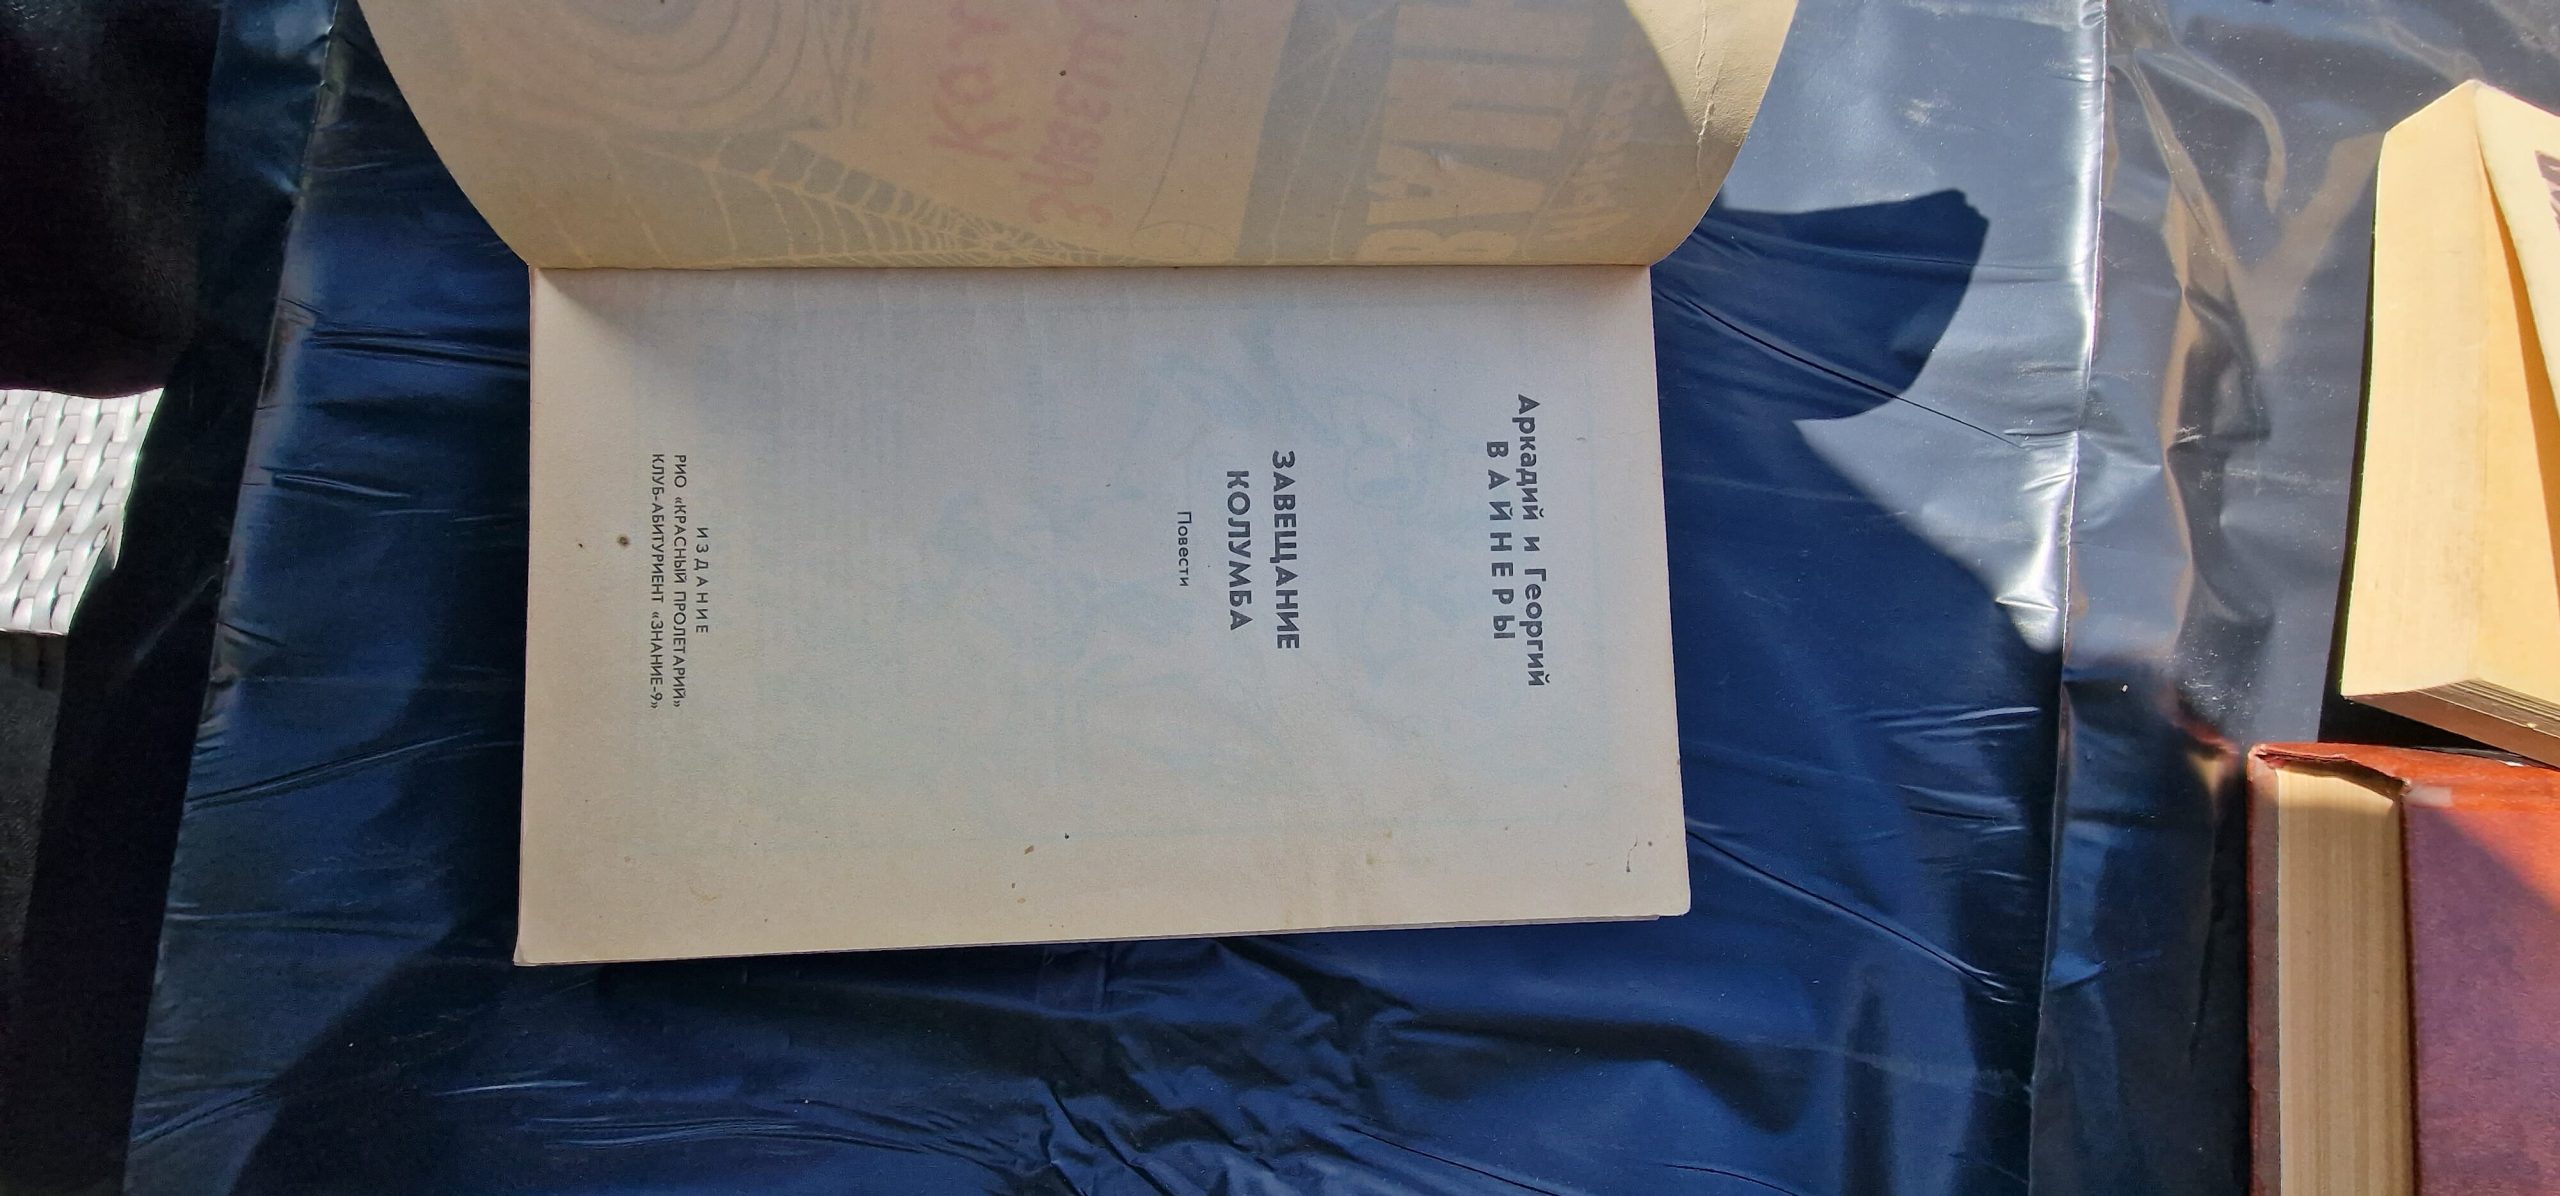 Аркадий и Георгий
ВАЙНЕРЫ
ЗАВЕЩАНИЕ
КОЛУМБА
Повести
ИЗДАНИЕ
РИО «КРАСНЫЙ ПРОЛЕТАРИЙ»
КЛУБ-АБИТУРИЕНТ «ЗНАНИЕ-9»